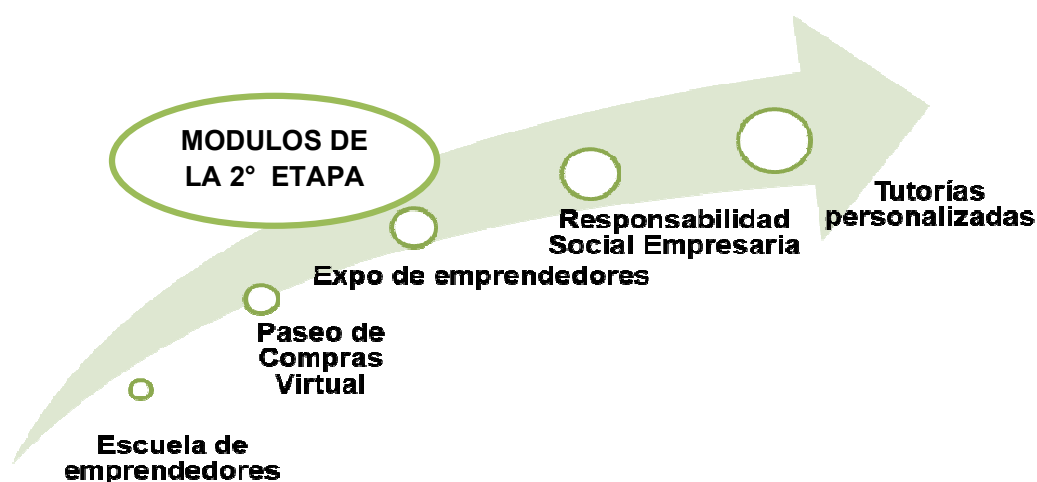 MODULOS DE
LA 2° ETAPA
Tutorías
personalizadas
Responsabilidad
Social Empresaria
Expo de emprendedores
Paseo de
Compras
Virtual
Escuela de
emprendedores